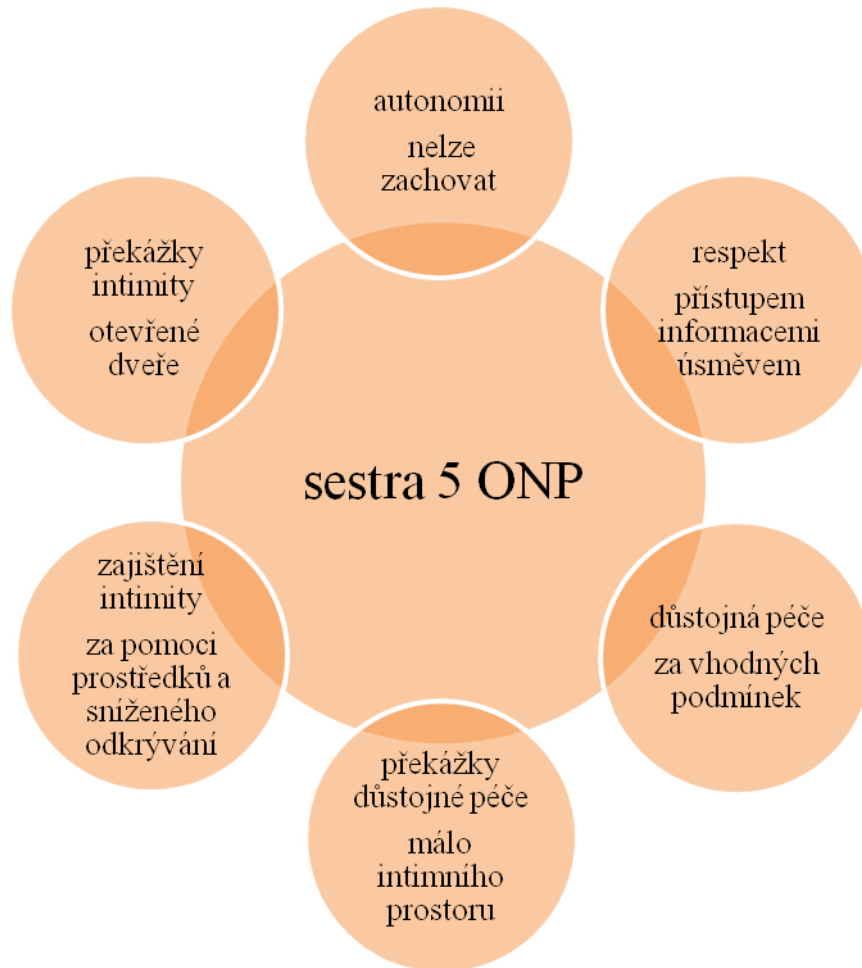 autonomii
nelze
zachovat
respekt
přístupem
informacemi
úsměvem
důstojná péče
za vhodných
podmínek
překážky
důstojné péče
málo
intimního
prostoru
zajištění
intimity
za pomoci
prostředků a
sníženého
odkrývání
překážky
intimity
otevřené
dveře
sestra 5 ONP